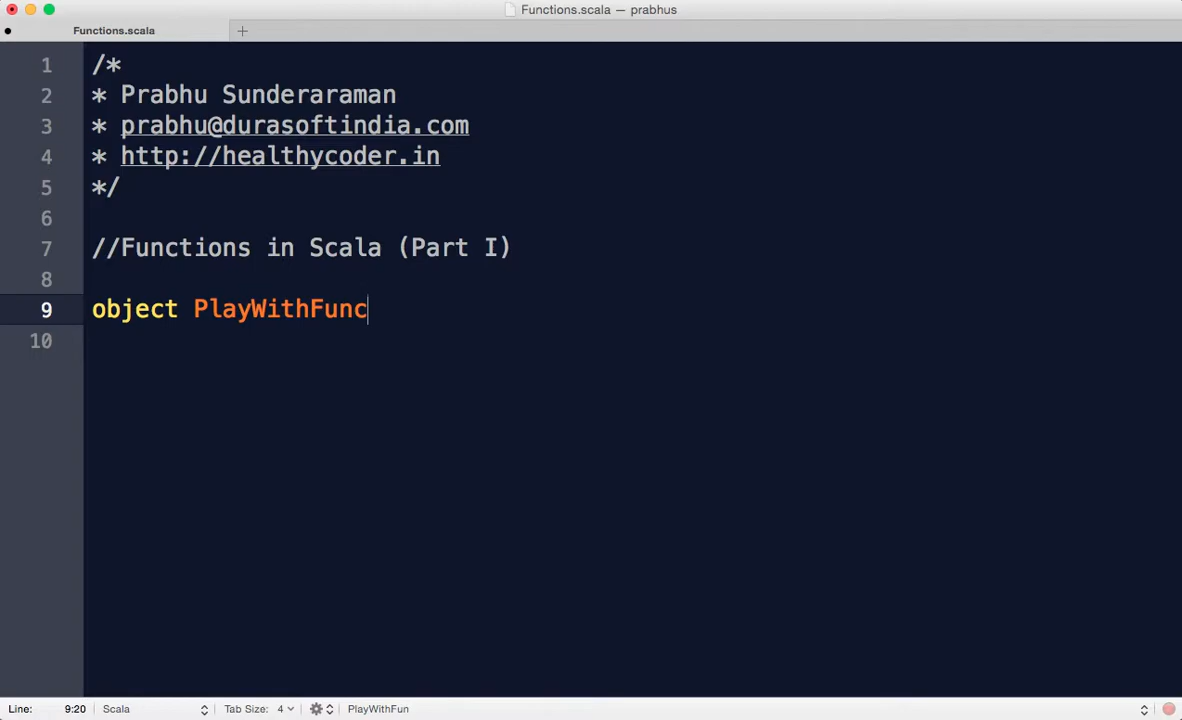 Functions.scala — prabhus
Functions.scala
1 /*
2 * Prabhu Sunderaraman
3 * prabhu@durasoftindia.com
4 * http://healthycoder.in
5 */
6
7 //Functions in Scala (Part I)
8
9 object PlayWithFunc
10
Line: 9:20 Scala Tab Size: 4 PlayWithFun